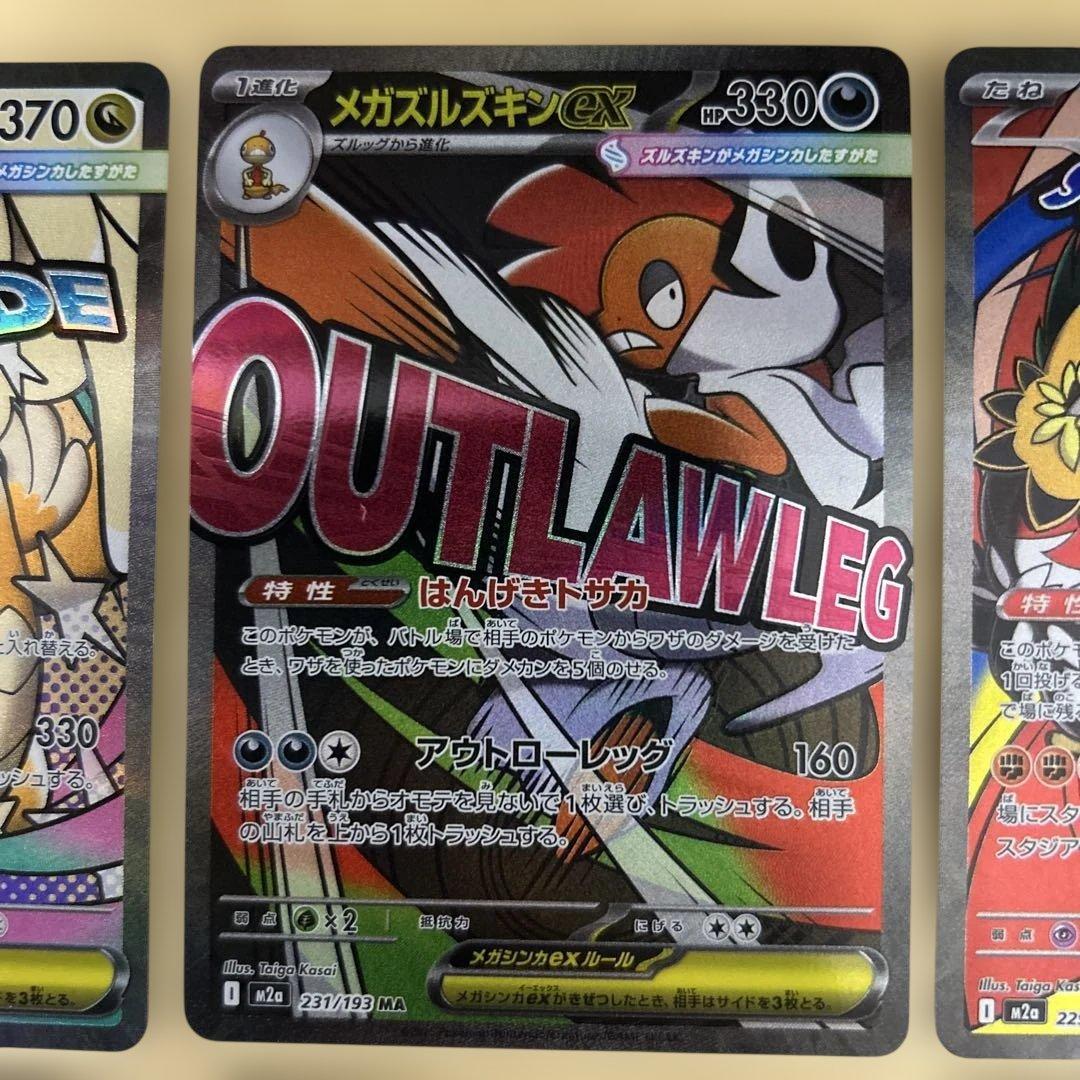 370
メガシンカしたすがた
DE
入れ替える。
330
ッシュする。
を3枚とる。
1進化
メガズルズキンex
HP330
ズルッグから進化
ズルズキンがメガシンカしたすがた
OUTLAW LEG
特性 とくせい
はんげきトサカ
このポケモンが、バトル場で相手のポケモンからワザのダメージを受けた
とき、ワザを使ったポケモンにダメカンを5個のせる。
アウトローレッグ 160
相手の手札からオモテを見ないで1枚選び、トラッシュする。相手
の山札を上から1枚トラッシュする。
弱点 ×2 抵抗力 にげる
メガシンカexルール
メガシンカexがきぜつしたとき、相手はサイドを3枚とる。
Illus. Taiga Kasai
I M2a 231/193 MA
たね
特性
このポケモ
1回投げる
で場に残
場にスタ
スタジア
弱点
Illus. Taiga Kasa
I M2a